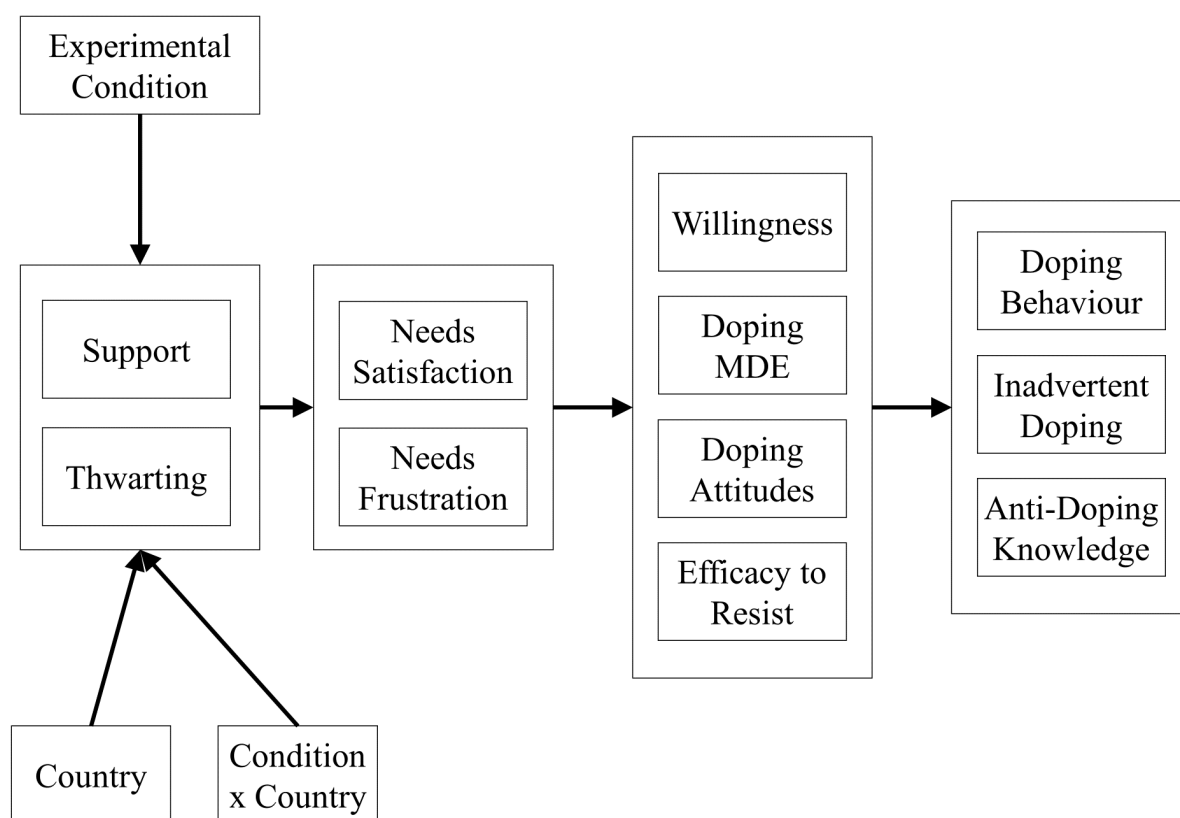 Experimental
Condition
Support
Thwarting
Needs
Satisfaction
Needs
Frustration
Willingness
Doping
MDE
Doping
Attitudes
Efficacy to
Resist
Doping
Behaviour
Inadvertent
Doping
Anti-Doping
Knowledge
Country
Condition
x Country